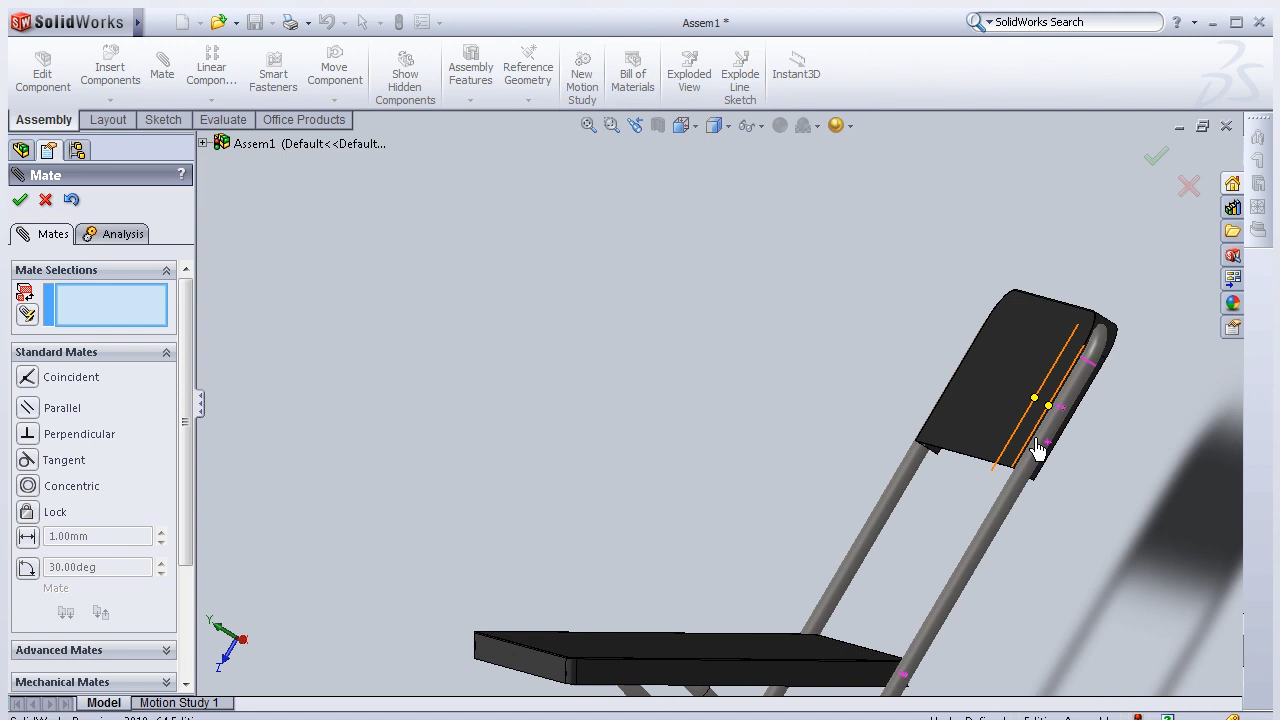 SolidWorks
Assem1 *
SolidWorks Search
Edit Component
Insert Components
Mate
Linear Compon...
Smart Fasteners
Move Component
Show Hidden Components
Assembly Features
Reference Geometry
New Motion Study
Bill of Materials
Exploded View
Explode Line Sketch
Instant3D
Assembly
Layout
Sketch
Evaluate
Office Products
Assem1 (Default<<Default...
Mate
?
Mates
Analysis
Mate Selections
Standard Mates
Coincident
Parallel
Perpendicular
Tangent
Concentric
Lock
1.00mm
30.00deg
Mate
Advanced Mates
Mechanical Mates
Y
Z
Model
Motion Study 1